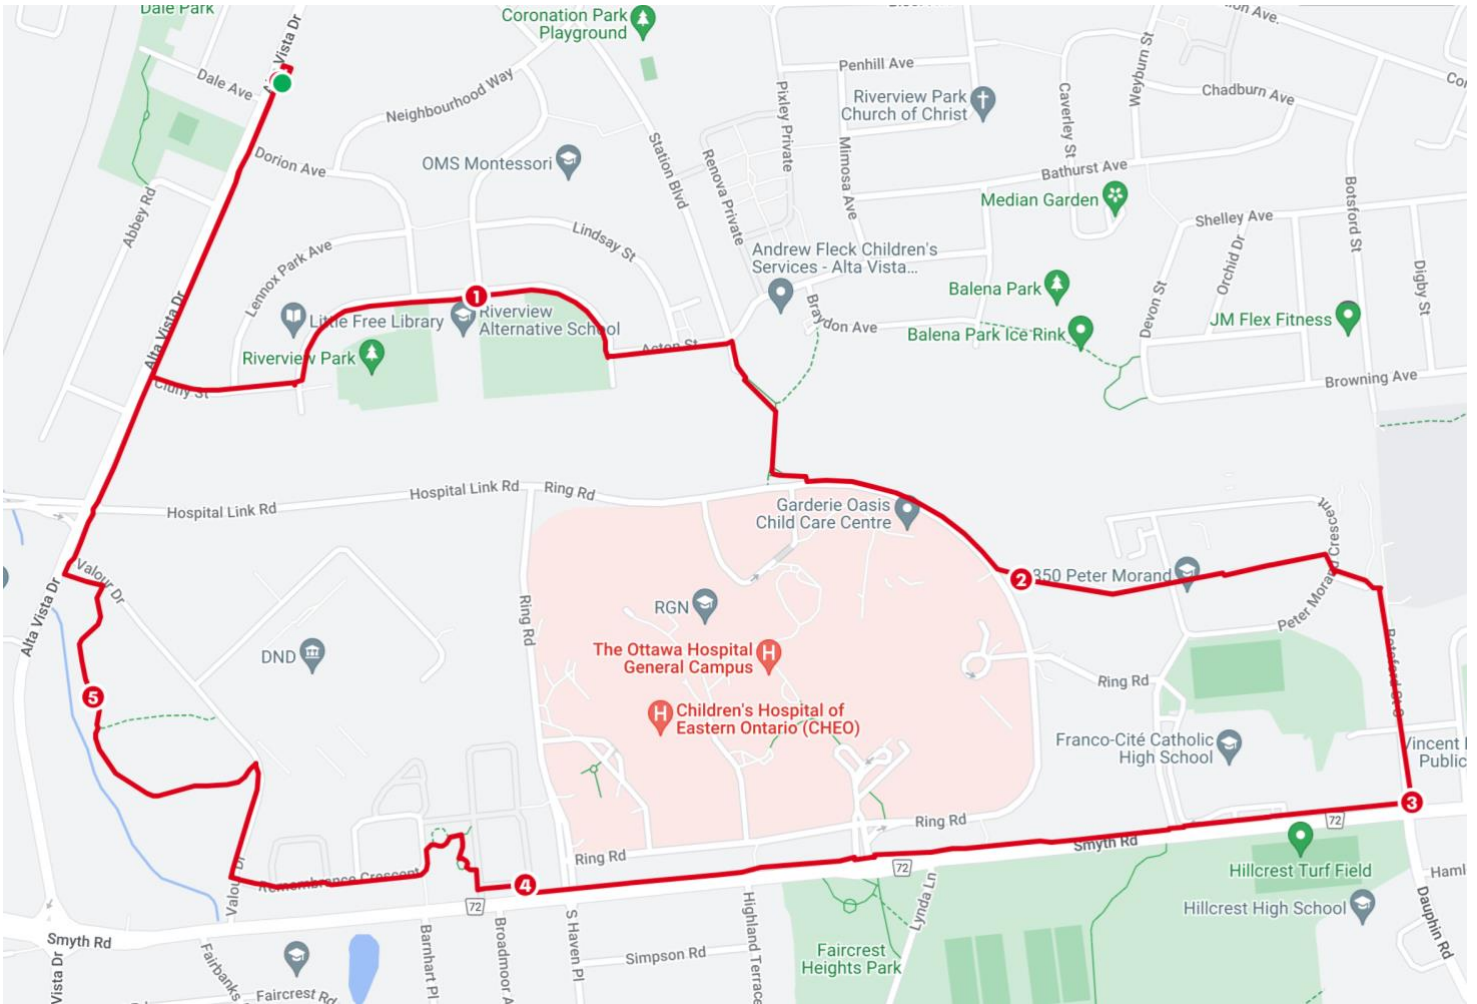 Dale Park
Alta Vista Dr
Coronation Park
Playground
Dale Ave
Neighbourhood Way
Penhill Ave
Riverview Park
Church of Christ
Pixley Private
Caverley St
Weyburn St
Chadburn Ave
Dorion Ave
OMS Montessori
Station Blvd
Renova Private
Mimosa Ave
Bathurst Ave
Median Garden
Abbey Rd
Botsford St
Shelley Ave
Lindsay St
Lennox Park Ave
Andrew Fleck Children's
Services - Alta Vista...
Orchid Dr
Digby St
Balena Park
Devon St
1
Little Free Library
Riverview
Alternative School
Braydon Ave
Balena Park Ice Rink
JM Flex Fitness
Alta Vista Dr
Riverview Park
Acton St
Cluny St
Browning Ave
Hospital Link Rd
Hospital Link Rd
Ring Rd
Garderie Oasis
Child Care Centre
Peter Morand Crescent
Valour Dr
2
350 Peter Morand
Alta Vista Dr
Ring Rd
RGN
DND
The Ottawa Hospital
General Campus
Ring Rd
Botsford St S
5
Children's Hospital of
Eastern Ontario (CHEO)
Franco-Cité Catholic
High School
Vincent
Public
3
Ring Rd
72
Smyth Rd
Ring Rd
72
Hillcrest Turf Field
Remembrance Crescent
Valour Dr
4
72
Lynda Ln
Hillcrest High School
Dauphin Rd
Smyth Rd
Barnhart Pl
Broadmoor A
S Haven Pl
Highland Terrace
Simpson Rd
Faircrest
Heights Park
Fairbanks
Faircrest Rd
Vista Dr